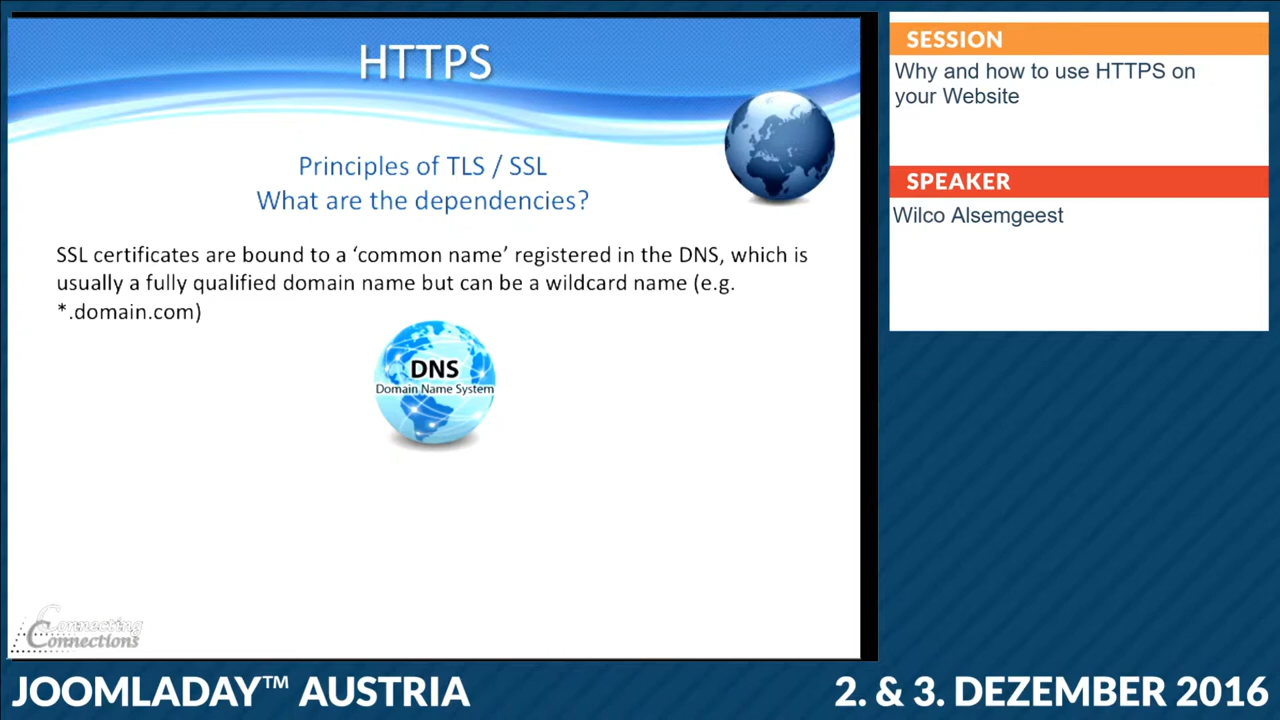 HTTPS
Principles of TLS / SSL
What are the dependencies?
SSL certificates are bound to a ‘common name’ registered in the DNS, which is
usually a fully qualified domain name but can be a wildcard name (e.g.
*.domain.com)
DNS
Domain Name System
Connecting
Connections
SESSION
Why and how to use HTTPS on
your Website
SPEAKER
Wilco Alsemgeest
JOOMLADAY™ AUSTRIA
2. & 3. DEZEMBER 2016